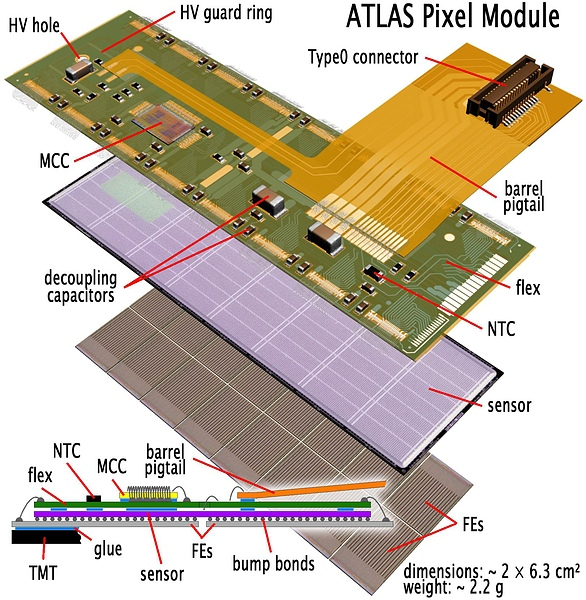 ATLAS Pixel Module
HV hole
HV guard ring
Type0 connector
MCC
barrel
pigtail
decoupling
capacitors
flex
NTC
sensor
barrel
pigtail
NTC
MCC
flex
FEs
glue
TMT
sensor
FEs
bump bonds
dimensions: ~ 2 × 6.3 cm²
weight: ~ 2.2 g